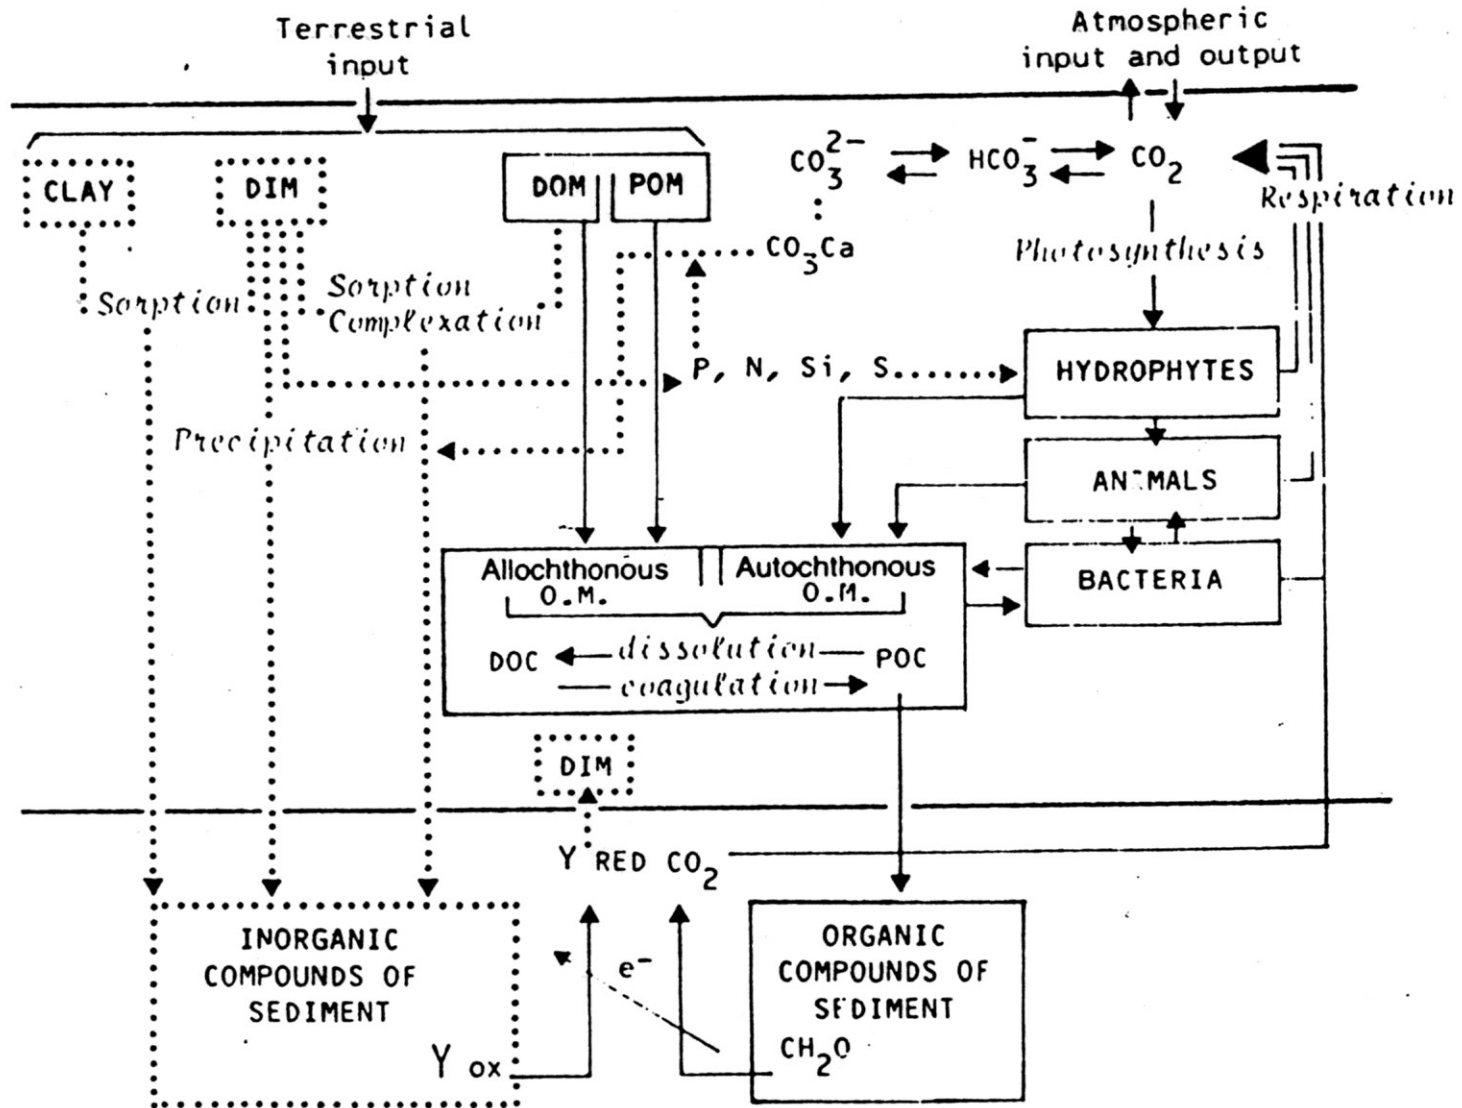 Terrestrial
input
Atmospheric
input and output
CLAY
DIM
DOM
POM
CO₃²⁻
HCO₃⁻
CO₂
Respiration
CO₃Ca
Photosynthesis
Sorption
Sorption
Complexation
P, N, Si, S
HYDROPHYTES
Precipitation
ANIMALS
Allochthonous
O.M.
Autochthonous
O.M.
BACTERIA
DOC
dissolution
POC
coagulation
DIM
Y RED CO₂
INORGANIC
COMPOUNDS OF
SEDIMENT
e⁻
ORGANIC
COMPOUNDS OF
SEDIMENT
CH₂O
Y ox